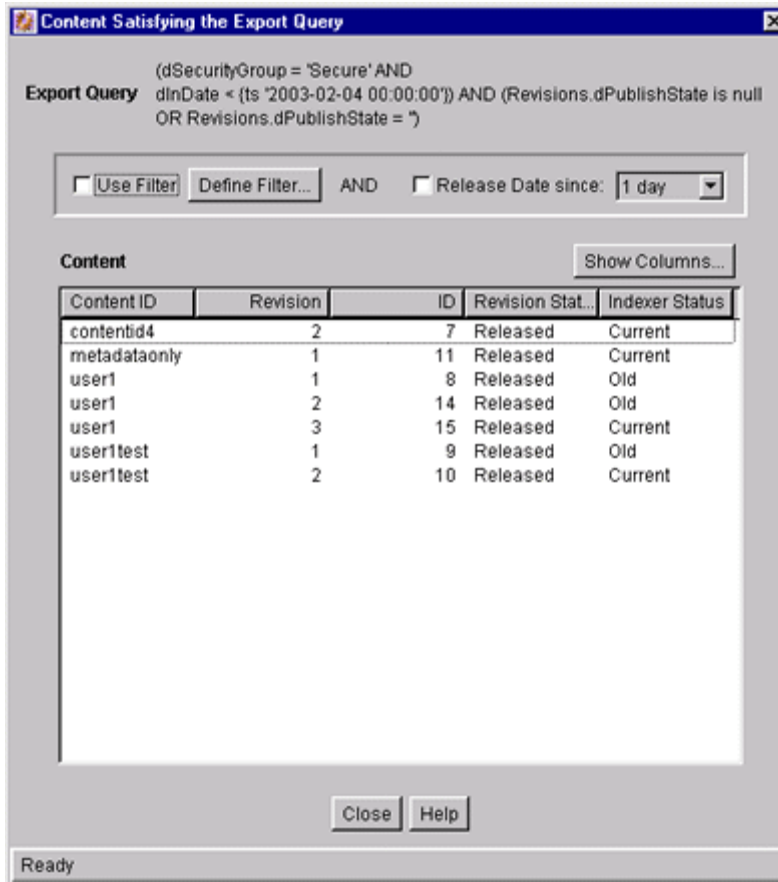 Content Satisfying the Export Query
(dSecurityGroup = 'Secure' AND
Export Query dInDate < {ts '2003-02-04 00:00:00'}) AND (Revisions.dPublishState is null
OR Revisions.dPublishState = '')
Use Filter Define Filter... AND Release Date since: 1 day
Content Show Columns...
Content ID Revision ID Revision Stat... Indexer Status
contentid4 2 7 Released Current
metadataonly 1 11 Released Current
user1 1 8 Released Old
user1 2 14 Released Old
user1 3 15 Released Current
user1test 1 9 Released Old
user1test 2 10 Released Current
Close Help
Ready